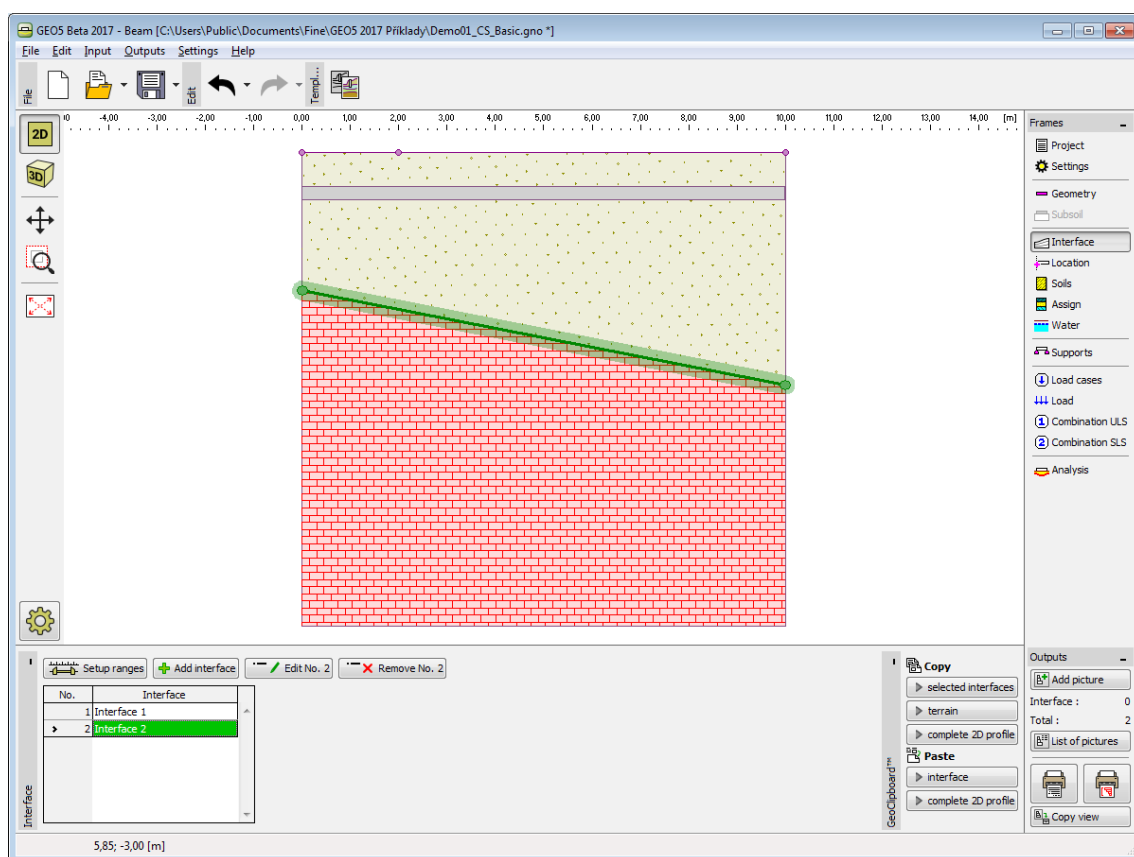 GEO5 Beta 2017 - Beam [C:\Users\Public\Documents\Fine\GEO5 2017 Příklady\Demo01_CS_Basic.gno *]
File Edit Input Outputs Settings Help
File
Edit
Templ...
2D
3D
-4,00 -3,00 -2,00 -1,00 0,00 1,00 2,00 3,00 4,00 5,00 6,00 7,00 8,00 9,00 10,00 11,00 12,00 13,00 14,00 [m]
Frames
Project
Settings
Geometry
Subsoil
Interface
Location
Soils
Assign
Water
Supports
Load cases
Load
1 Combination ULS
2 Combination SLS
Analysis
Interface
Setup ranges Add interface Edit No. 2 Remove No. 2
No. Interface
1 Interface 1
> 2 Interface 2
GeoClipboard™
Copy
selected interfaces
terrain
complete 2D profile
Paste
interface
complete 2D profile
Outputs
Add picture
Interface : 0
Total : 2
List of pictures
Copy view
5,85; -3,00 [m]